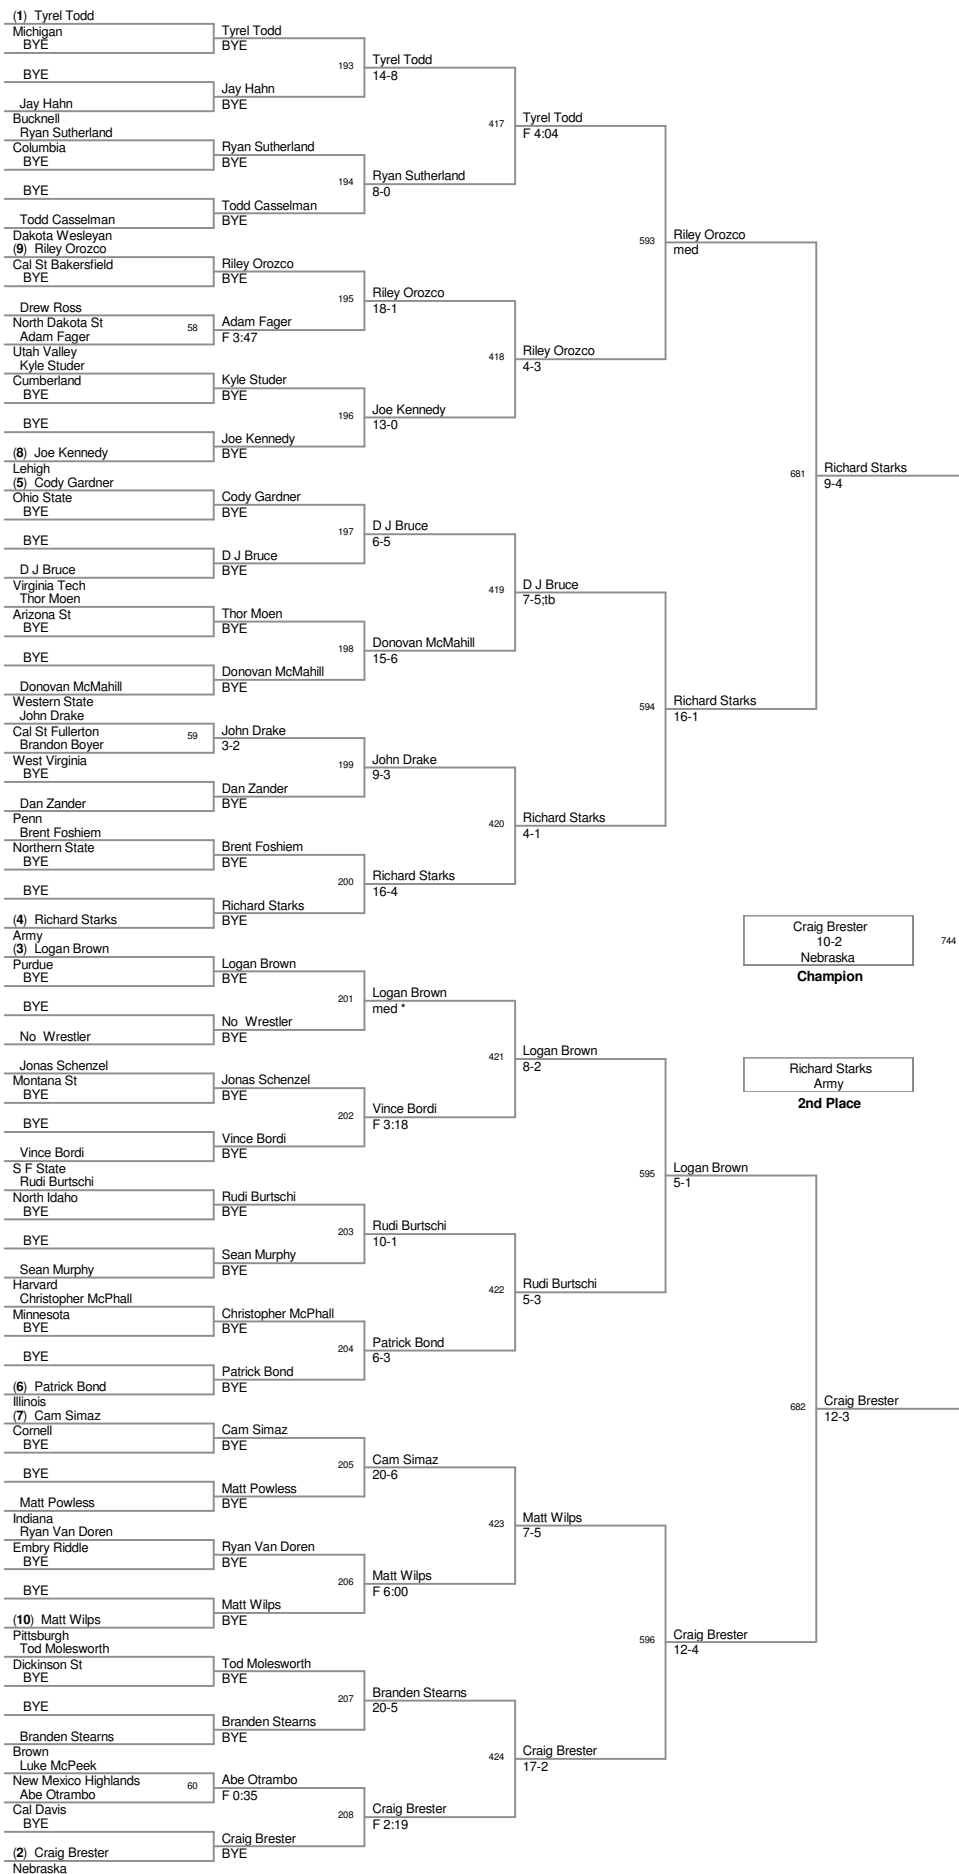 (1) Tyrel Todd
Michigan
BYE
BYE
Jay Hahn
Bucknell
Ryan Sutherland
Columbia
BYE
BYE
Todd Casselman
Dakota Wesleyan
(9) Riley Orozco
Cal St Bakersfield
BYE
Drew Ross
North Dakota St
58
Adam Fager
Utah Valley
Kyle Studer
Cumberland
BYE
BYE
(8) Joe Kennedy
Lehigh
(5) Cody Gardner
Ohio State
BYE
BYE
D J Bruce
Virginia Tech
Thor Moen
Arizona St
BYE
BYE
Donovan McMahill
Western State
John Drake
Cal St Fullerton
59
Brandon Boyer
West Virginia
BYE
Dan Zander
Penn
Brent Foshiem
Northern State
BYE
BYE
(4) Richard Starks
Army
(3) Logan Brown
Purdue
BYE
BYE
No Wrestler
Jonas Schenzel
Montana St
BYE
BYE
Vince Bordi
S F State
Rudi Burtschi
North Idaho
BYE
BYE
Sean Murphy
Harvard
Christopher McPhall
Minnesota
BYE
BYE
(6) Patrick Bond
Illinois
(7) Cam Simaz
Cornell
BYE
BYE
Matt Powless
Indiana
Ryan Van Doren
Embry Riddle
BYE
BYE
(10) Matt Wilps
Pittsburgh
Tod Molesworth
Dickinson St
BYE
BYE
Branden Stearns
Brown
Luke McPeek
New Mexico Highlands
60
Abe Otrambo
Cal Davis
BYE
(2) Craig Brester
Nebraska
Tyrel Todd
BYE
193
Jay Hahn
BYE
Ryan Sutherland
BYE
194
Todd Casselman
BYE
Riley Orozco
BYE
195
Adam Fager
F 3:47
Kyle Studer
BYE
196
Joe Kennedy
BYE
Cody Gardner
BYE
197
D J Bruce
BYE
Thor Moen
BYE
198
Donovan McMahill
BYE
John Drake
3-2
199
Dan Zander
BYE
Brent Foshiem
BYE
200
Richard Starks
BYE
Logan Brown
BYE
201
No Wrestler
BYE
Jonas Schenzel
BYE
202
Vince Bordi
BYE
Rudi Burtschi
BYE
203
Sean Murphy
BYE
Christopher McPhall
BYE
204
Patrick Bond
BYE
Cam Simaz
BYE
205
Matt Powless
BYE
Ryan Van Doren
BYE
206
Matt Wilps
BYE
Tod Molesworth
BYE
207
Branden Stearns
BYE
Abe Otrambo
F 0:35
208
Craig Brester
BYE
Tyrel Todd
14-8
417
Ryan Sutherland
8-0
Riley Orozco
18-1
418
Joe Kennedy
13-0
D J Bruce
6-5
419
Donovan McMahill
15-6
John Drake
9-3
420
Richard Starks
16-4
Logan Brown
med *
421
Vince Bordi
F 3:18
Rudi Burtschi
10-1
422
Patrick Bond
6-3
Cam Simaz
20-6
423
Matt Wilps
F 6:00
Branden Stearns
20-5
424
Craig Brester
F 2:19
Tyrel Todd
F 4:04
593
Riley Orozco
4-3
D J Bruce
7-5;tb
594
Richard Starks
4-1
Logan Brown
8-2
595
Rudi Burtschi
5-3
Matt Wilps
7-5
596
Craig Brester
17-2
Riley Orozco
med
681
Richard Starks
16-1
Logan Brown
5-1
682
Craig Brester
12-4
Richard Starks
9-4
Craig Brester
10-2
Nebraska
744
Champion
Richard Starks
Army
2nd Place
Craig Brester
12-3